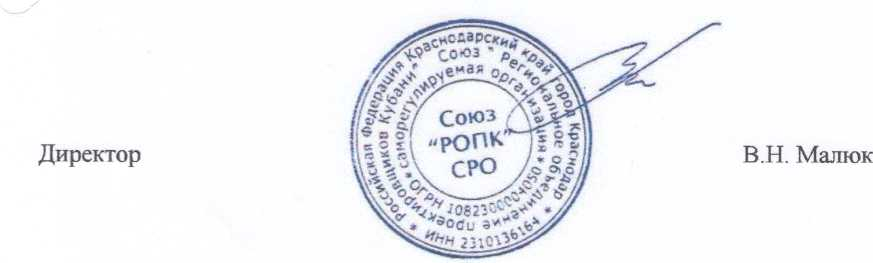 Директор
Российская Федерация Краснодарский край город Краснодар * ИНН 2310136164 *
Союз "Региональное объединение проектировщиков Кубани"
саморегулируемая организация * ОГРН 1082300004050 *
Союз
"РОПК"
СРО
В.Н. Малюк